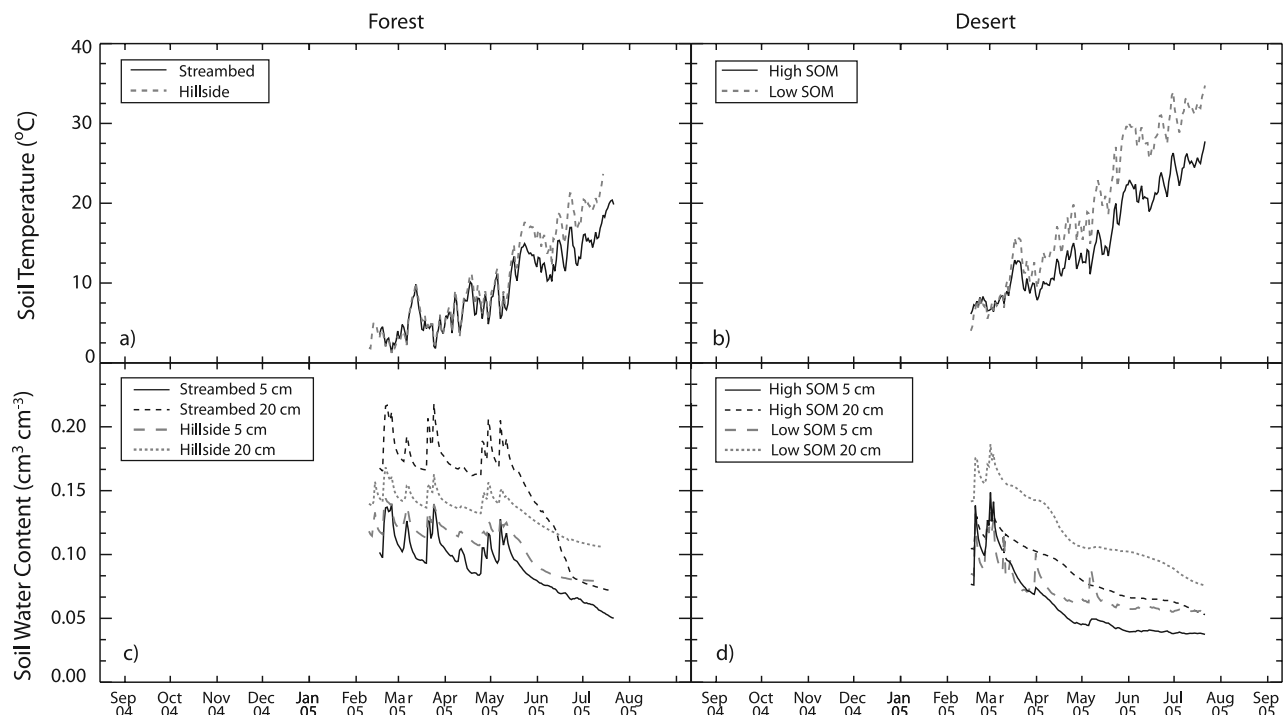 Forest Desert
40
30
20
10
0
Soil Temperature (°C)
Streambed
Hillside
a)
High SOM
Low SOM
b)
0.20
0.15
0.10
0.05
0.00
Soil Water Content (cm³ cm⁻³)
Streambed 5 cm
Streambed 20 cm
Hillside 5 cm
Hillside 20 cm
c)
High SOM 5 cm
High SOM 20 cm
Low SOM 5 cm
Low SOM 20 cm
d)
Sep Oct Nov Dec Jan Feb Mar Apr May Jun Jul Aug Sep Oct Nov Dec Jan Feb Mar Apr May Jun Jul Aug Sep
04 04 04 04 05 05 05 05 05 05 05 05 04 04 04 04 05 05 05 05 05 05 05 05 05